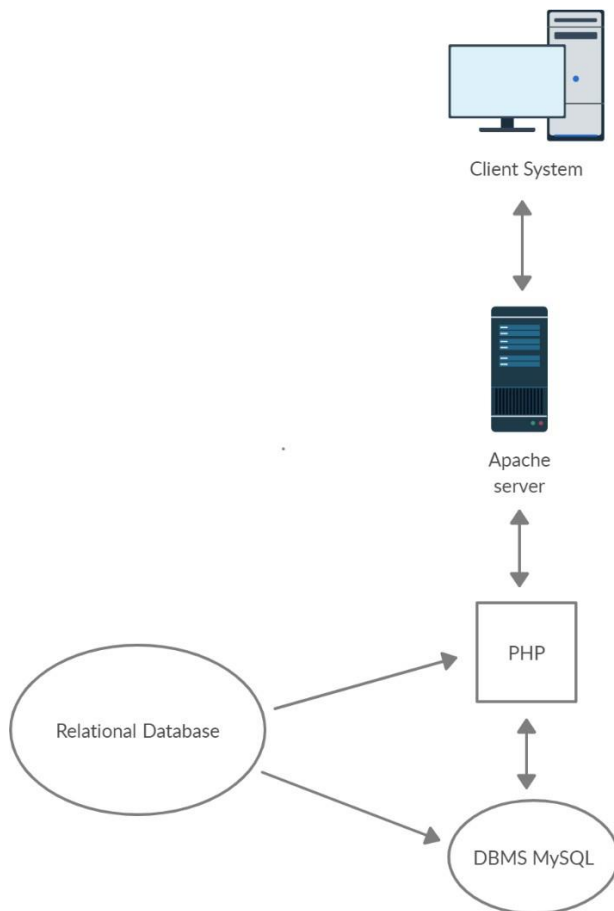 Client System
Apache
server
PHP
Relational Database
DBMS MySQL